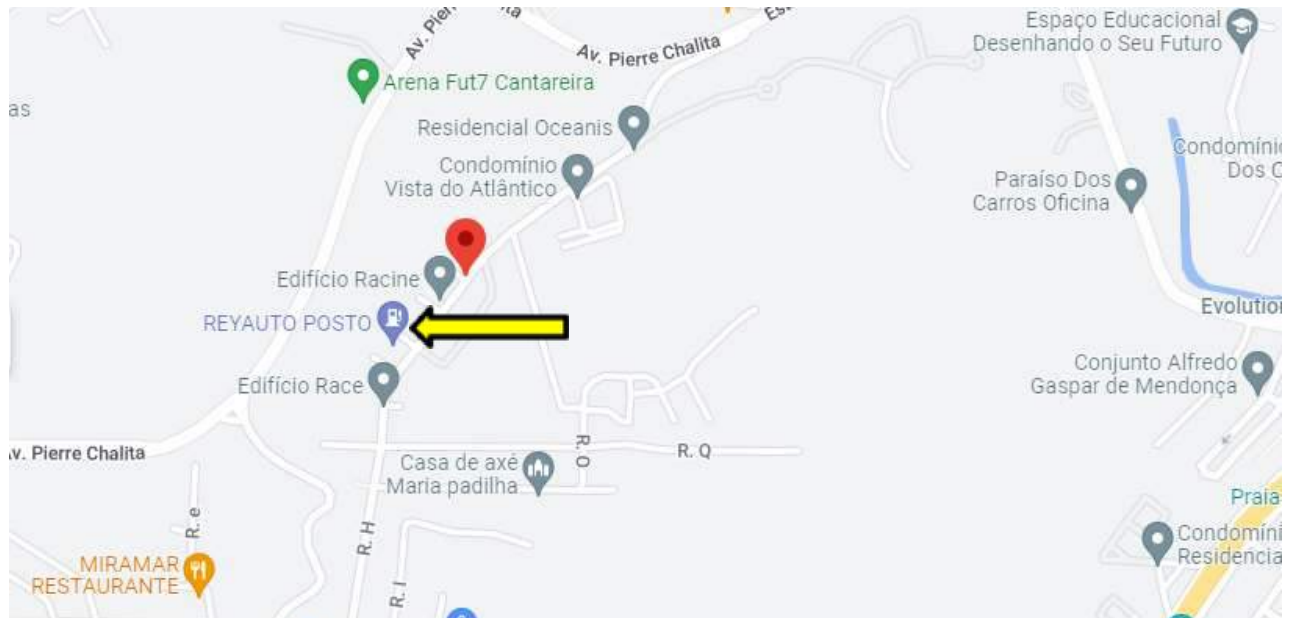 Av. Pierre Chalita
Espaço Educacional
Desenhando o Seu Futuro
Arena Fut7 Cantareira
as
Residencial Oceanis
Condomínio
Vista do Atlântico
Paraíso Dos
Carros Oficina
Edifício Racine
REYAUTO POSTO
Edifício Race
Conjunto Alfredo
Gaspar de Mendonça
v. Pierre Chalita
R. O
R. Q
Casa de axé
Maria padilha
R. e
R. H
R. I
MIRAMAR
RESTAURANTE